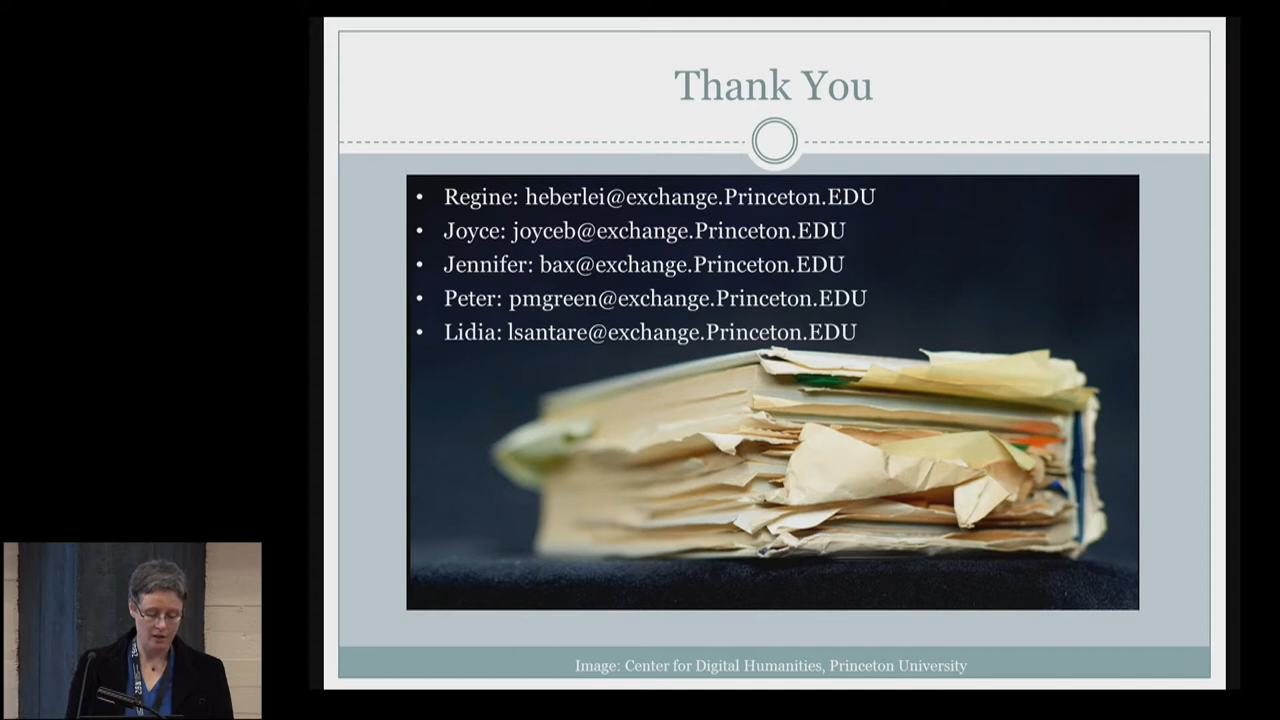 Thank You
• Regine: heberlei@exchange.Princeton.EDU
• Joyce: joyceb@exchange.Princeton.EDU
• Jennifer: bax@exchange.Princeton.EDU
• Peter: pmgreen@exchange.Princeton.EDU
• Lidia: lsantare@exchange.Princeton.EDU
Image: Center for Digital Humanities, Princeton University